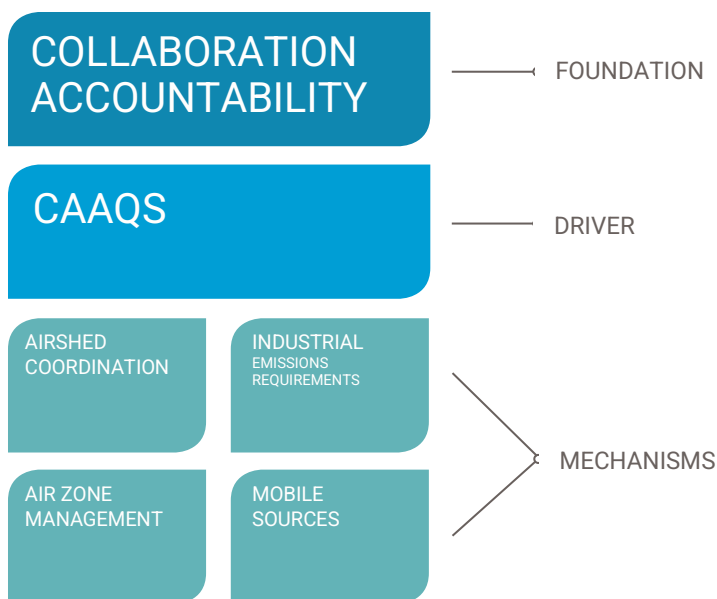 COLLABORATION
ACCOUNTABILITY
FOUNDATION
CAAQS
DRIVER
AIRSHED
COORDINATION
INDUSTRIAL
EMISSIONS
REQUIREMENTS
AIR ZONE
MANAGEMENT
MOBILE
SOURCES
MECHANISMS